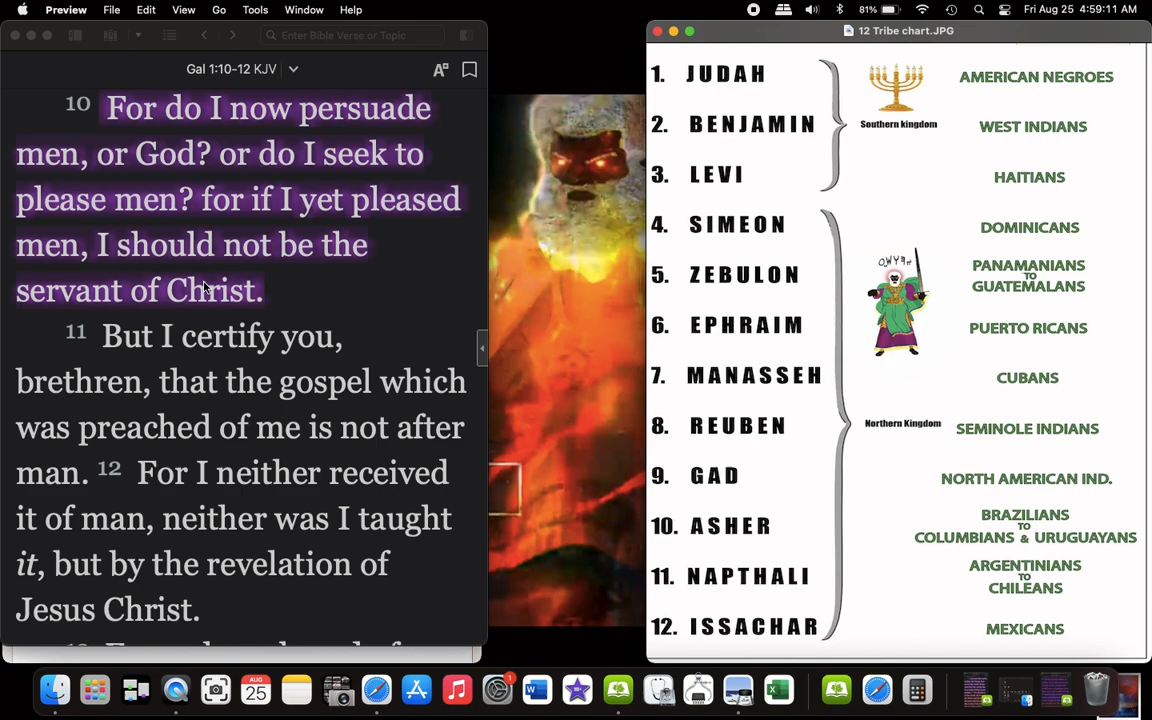 Preview File Edit View Go Tools Window Help 81% Fri Aug 25 4:59:11 AM
Enter Bible Verse or Topic
Gal 1:10-12 KJV
10 For do I now persuade
men, or God? or do I seek to
please men? for if I yet pleased
men, I should not be the
servant of Christ.
11 But I certify you,
brethren, that the gospel which
was preached of me is not after
man. 12 For I neither received
it of man, neither was I taught
it, but by the revelation of
Jesus Christ.
12 Tribe chart.JPG
1. JUDAH
2. BENJAMIN
3. LEVI
4. SIMEON
5. ZEBULON
6. EPHRAIM
7. MANASSEH
8. REUBEN
9. GAD
10. ASHER
11. NAPTHALI
12. ISSACHAR
Southern kingdom
Northern Kingdom
AMERICAN NEGROES
WEST INDIANS
HAITIANS
DOMINICANS
PANAMANIANS
TO
GUATEMALANS
PUERTO RICANS
CUBANS
SEMINOLE INDIANS
NORTH AMERICAN IND.
BRAZILIANS
TO
COLUMBIANS & URUGUAYANS
ARGENTINIANS
TO
CHILEANS
MEXICANS
AUG
25
1